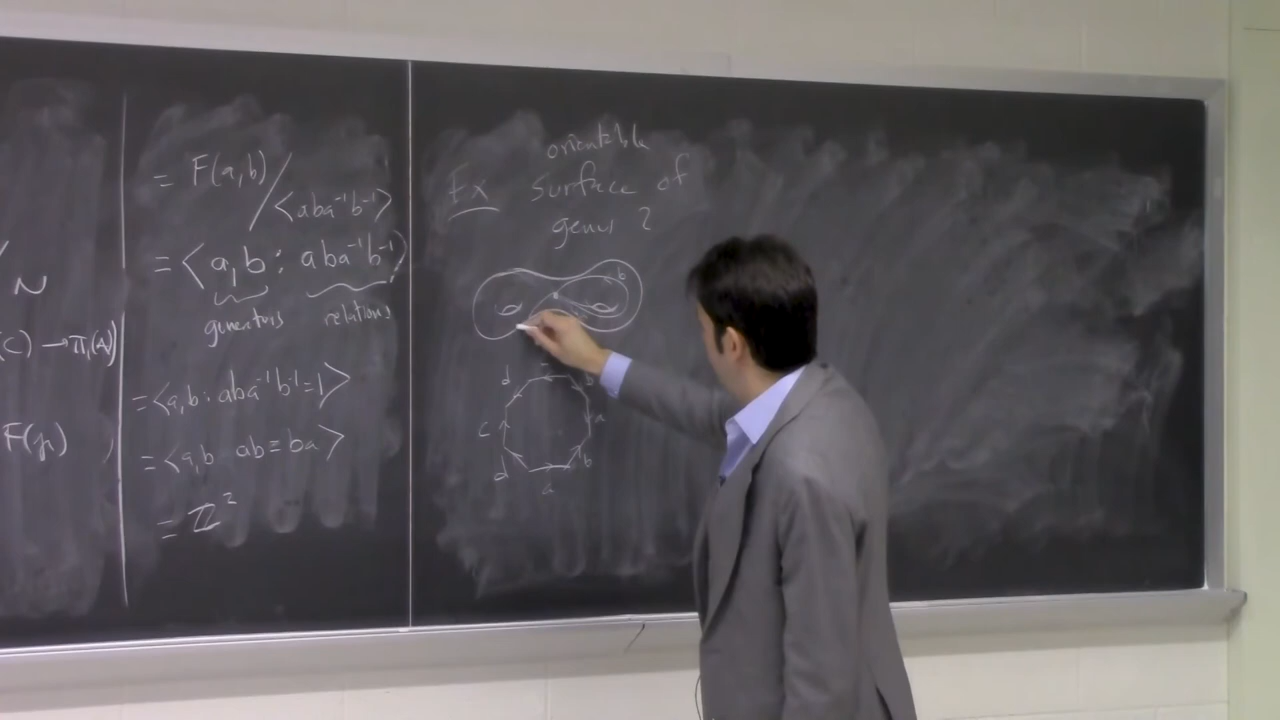 N
(C) → π₁(A)
F(γ)
= F(a,b) / <aba⁻¹b⁻¹>
= <a,b : aba⁻¹b⁻¹>
generators relations
= <a,b : aba⁻¹b⁻¹=1>
= <a,b ab=ba>
= ℤ²
orientable
Ex Surface of
genus 2
b
d
b
c
a
d
b
a